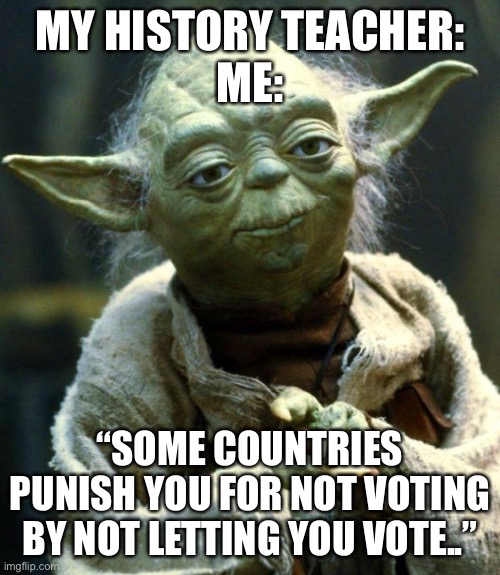 MY HISTORY TEACHER:
ME:
“SOME COUNTRIES
PUNISH YOU FOR NOT VOTING
BY NOT LETTING YOU VOTE..”
imgflip.com